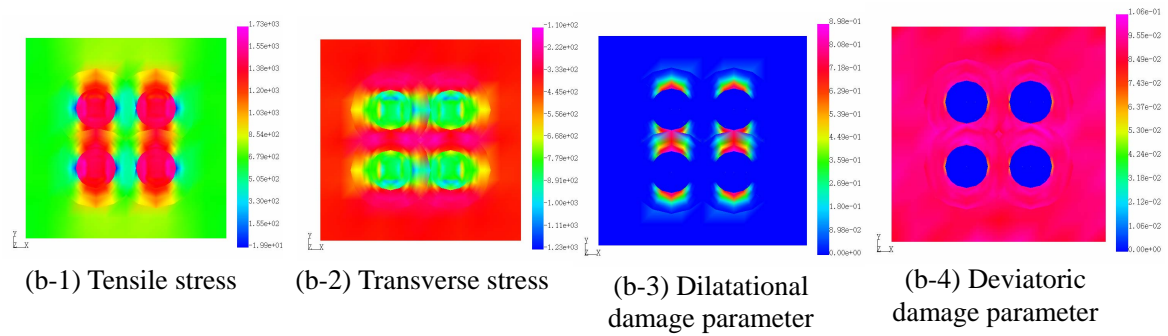 1.73e+03
1.55e+03
1.38e+03
1.20e+03
1.03e+03
8.54e+02
6.79e+02
5.05e+02
3.30e+02
1.55e+02
-1.99e+01
Y
Z X
(b-1) Tensile stress
-1.10e+02
-2.22e+02
-3.33e+02
-4.45e+02
-5.56e+02
-6.68e+02
-7.79e+02
-8.91e+02
-1.00e+03
-1.11e+03
-1.23e+03
Y
Z X
(b-2) Transverse stress
8.98e-01
8.08e-01
7.18e-01
6.29e-01
5.39e-01
4.49e-01
3.59e-01
2.69e-01
1.80e-01
8.98e-02
0.00e+00
Y
Z X
(b-3) Dilatational
damage parameter
1.06e-01
9.55e-02
8.49e-02
7.43e-02
6.37e-02
5.31e-02
4.25e-02
3.18e-02
2.12e-02
1.06e-02
0.00e+00
Y
Z X
(b-4) Deviatoric
damage parameter